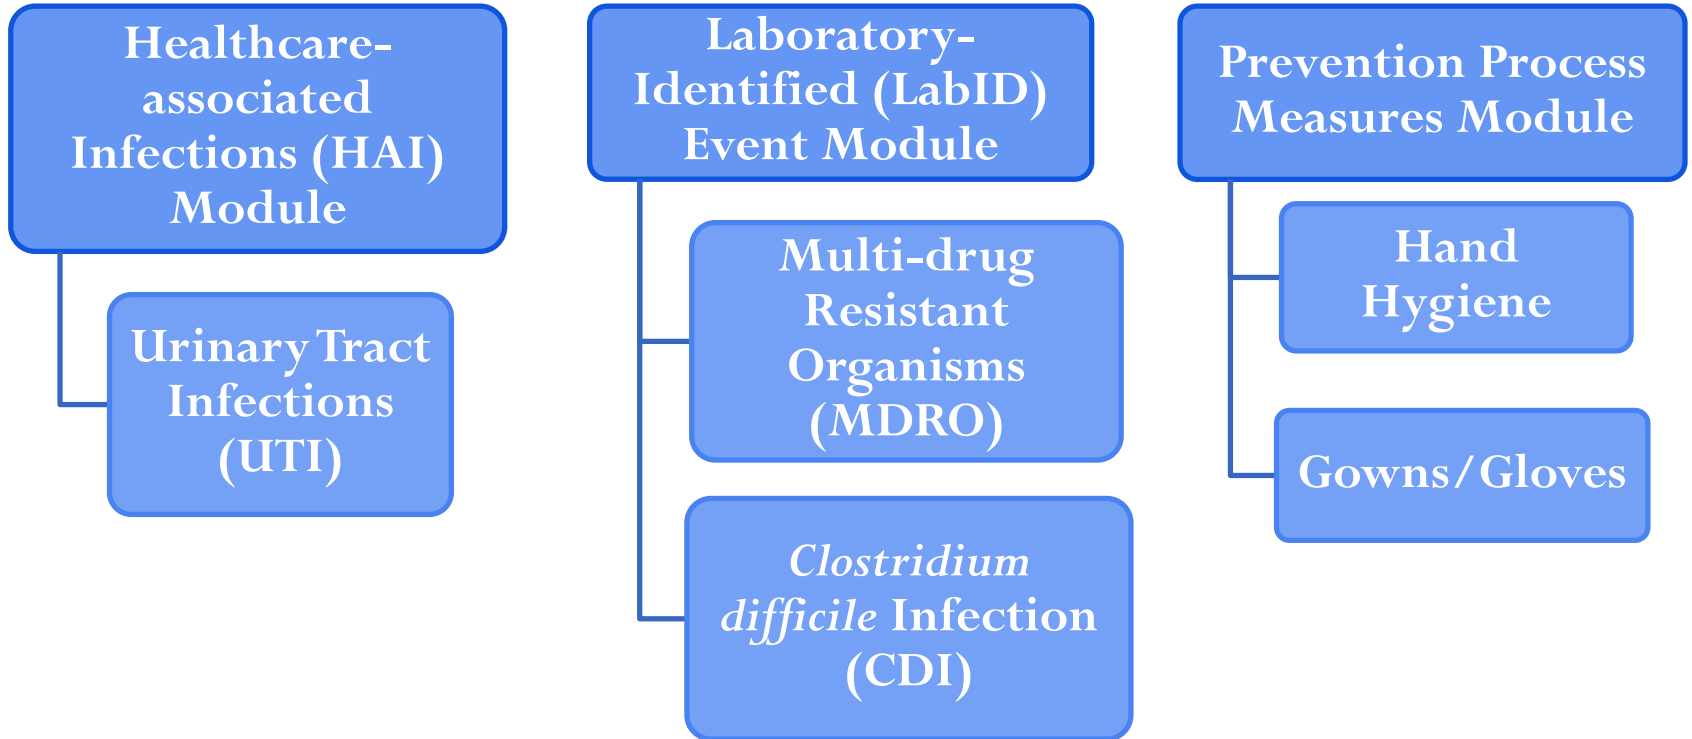 Healthcare-
associated
Infections (HAI)
Module
Urinary Tract
Infections
(UTI)
Laboratory-
Identified (LabID)
Event Module
Multi-drug
Resistant
Organisms
(MDRO)
Clostridium
difficile Infection
(CDI)
Prevention Process
Measures Module
Hand
Hygiene
Gowns/Gloves